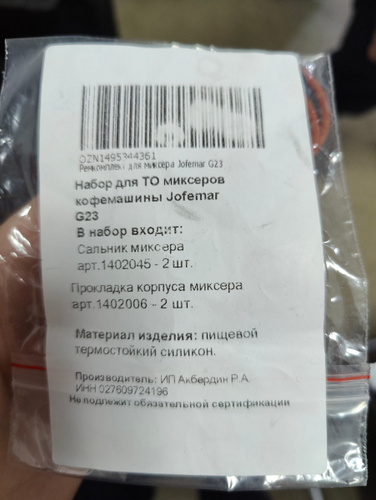 OZN1495344361
Ремкомплект для миксера Jofemar G23
Набор для ТО миксеров
кофемашины Jofemar
G23
В набор входит:
Сальник миксера
арт.1402045 - 2 шт.
Прокладка корпуса миксера
арт.1402006 - 2 шт.
Материал изделия: пищевой
термостойкий силикон.
Производитель: ИП Акбердин Р.А.
ИНН 027609724196
Не подлежит обязательной сертификации